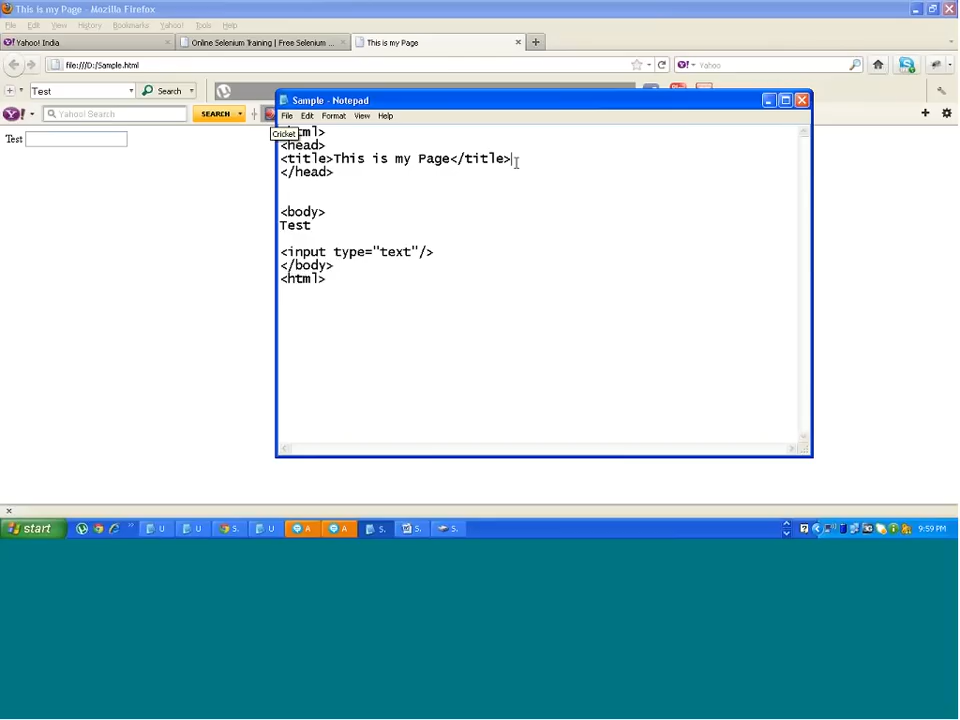 This is my Page - Mozilla Firefox
File Edit View History Bookmarks Yahoo! Tools Help
Yahoo! India × Online Selenium Training | Free Selenium ... × This is my Page × +
file:///D:/Sample.html Yahoo
Test Search
Yahoo! Search SEARCH
Test
Sample - Notepad
File Edit Format View Help
Cricket
<head>
<title>This is my Page</title>
</head>
<body>
Test
<input type="text"/>
</body>
<html>
start U U S. U A A S. S. S. 9:59 PM